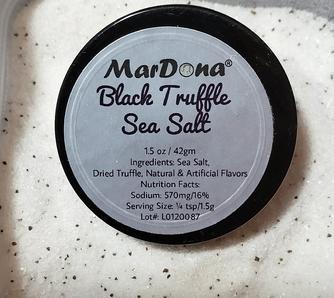 MarDona®
Black Truffle
Sea Salt
1.5 oz / 42gm
Ingredients: Sea Salt,
Dried Truffle, Natural & Artificial Flavors
Nutrition Facts:
Sodium: 570mg/16%
Serving Size: ¼ tsp/1.5g
Lot#: L0120087